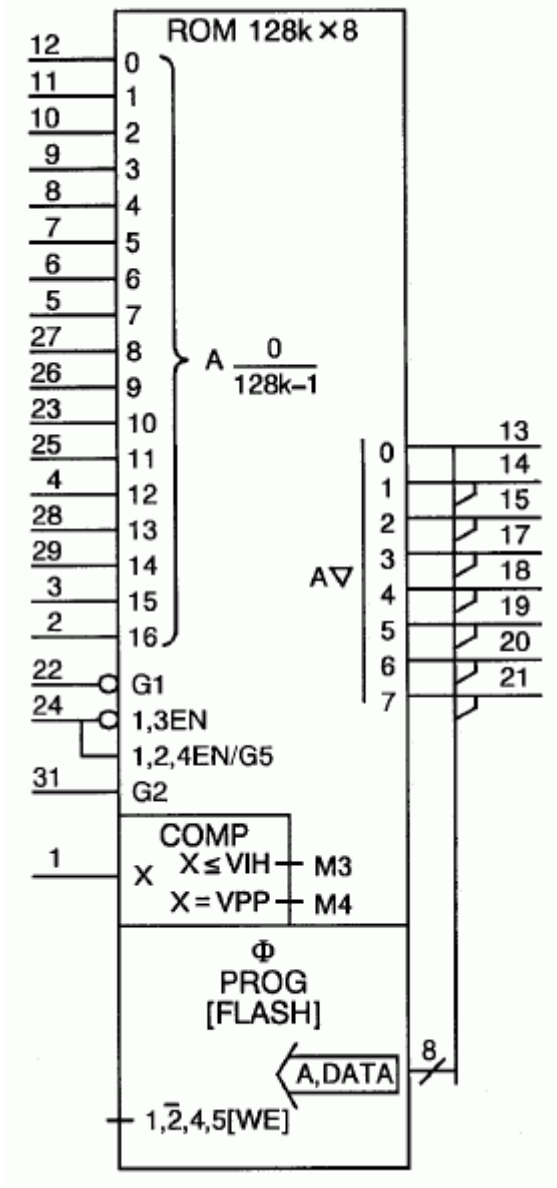 ROM 128k×8
12 0
11 1
10 2
9 3
8 4
7 5
6 6
5 7
27 8
26 9
23 10
25 11
4 12
28 13
29 14
3 15
2 16
A 0
128k–1
A▽
0 13
1 14
2 15
3 17
4 18
5 19
6 20
7 21
22 G1
24 1,3EN
1,2,4EN/G5
31 G2
COMP
1 X X≤VIH M3
X=VPP M4
Φ
PROG
[FLASH]
A,DATA 8
1,2̅,4,5[WE]